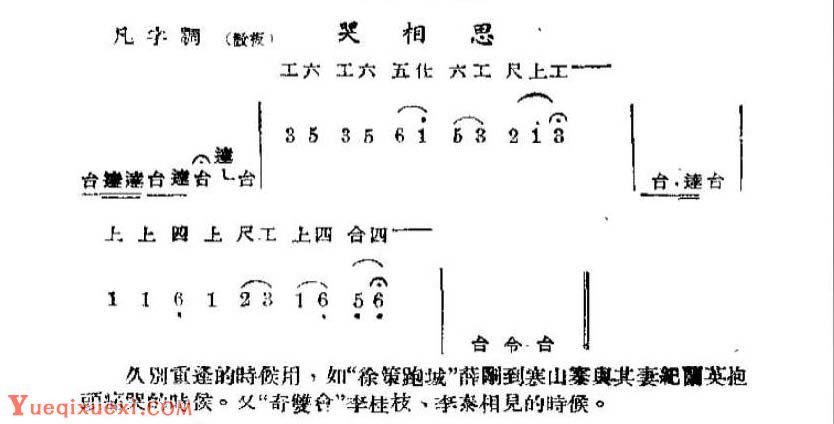 凡字調 （散板） 哭相思
工六 工六 五仩 六工 尺上工
3 5 3 5 6 1 5 3 2 1 3
達
台達達台達台 乚台
台．達台
上 上 四 上 尺工 上四 合四
1 1 6 1 2 3 1 6 5 6
台 令 台
久別重逢的時候用，如“徐策跑城”薛剛到寒山寨與其妻紀鸞英抱
頭痛哭的時候。又“奇雙會”李桂枝、李泰相見的時候。
Yueqixuexi.com